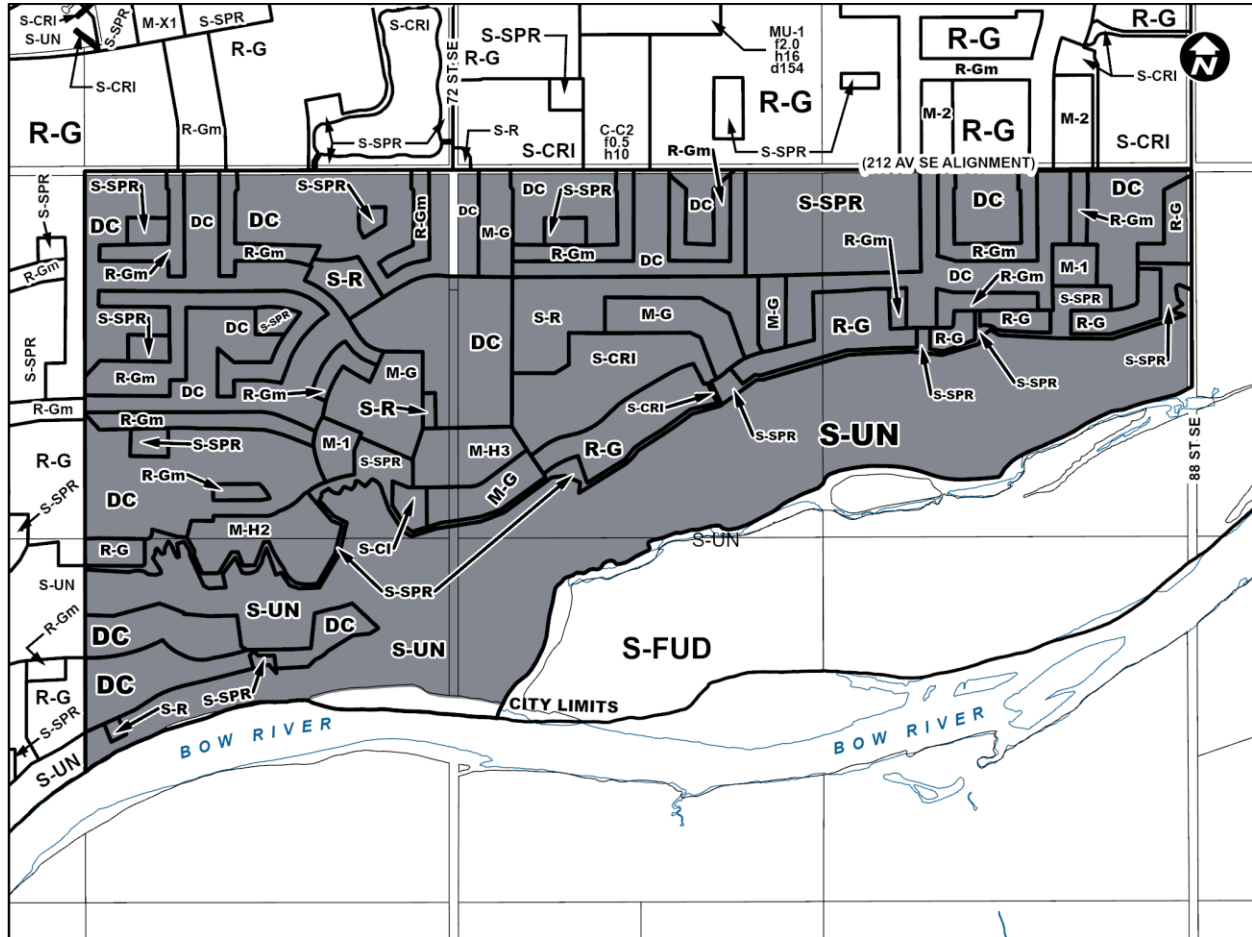 S-CRI
S-UN
S-SPR
M-X1
S-SPR
R-G
S-CRI
R-G
R-Gm
S-SPR
S-CRI
72 ST SE
R-G
S-SPR
S-R
S-CRI
C-C2
f0.5
h10
MU-1
f2.0
h16
d154
R-G
R-Gm
S-SPR
R-G
R-Gm
M-2
R-G
M-2
R-G
S-CRI
S-CRI
N
(212 AV SE ALIGNMENT)
S-SPR
DC
R-Gm
DC
DC
S-SPR
R-Gm
R-Gm
S-R
DC
M-G
DC
S-SPR
R-Gm
DC
DC
S-SPR
R-Gm
DC
R-Gm
DC
R-Gm
DC
R-Gm
R-G
M-1
S-SPR
S-SPR
R-Gm
S-SPR
R-Gm
S-SPR
R-Gm
DC
DC
S-SPR
R-Gm
M-G
S-R
DC
S-R
M-G
S-CRI
M-G
R-G
R-G
R-G
R-G
S-SPR
S-SPR
S-SPR
R-Gm
R-G
S-SPR
R-Gm
S-SPR
R-Gm
DC
M-1
S-SPR
M-H3
M-G
S-CRI
R-G
S-SPR
S-UN
88 ST SE
M-H2
R-G
S-CI
S-SPR
S-UN
S-UN
R-Gm
R-G
S-SPR
S-UN
DC
S-UN
DC
DC
S-SPR
S-R
S-UN
S-UN
S-FUD
CITY LIMITS
BOW RIVER
BOW RIVER